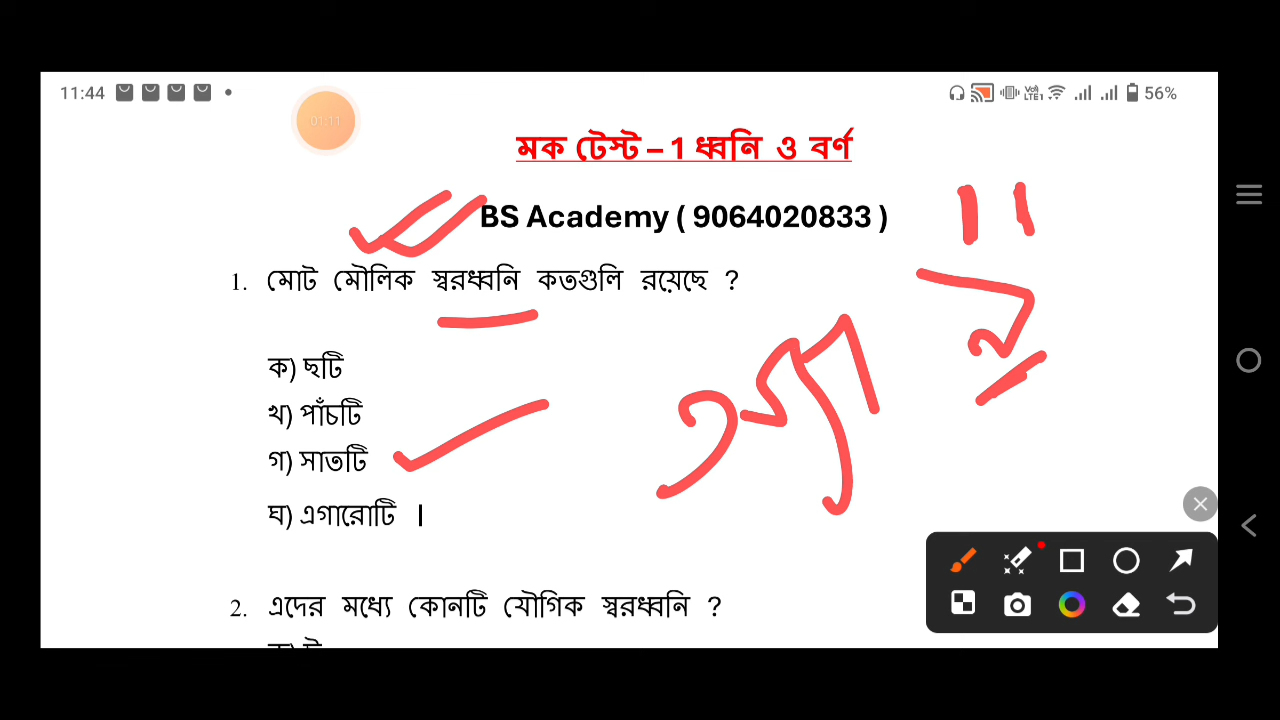 11:44 56%
01:11
মক টেস্ট – 1 ধ্বনি ও বর্ণ
BS Academy ( 9064020833 )
1. মোট মৌলিক স্বরধ্বনি কতগুলি রয়েছে ?
ক) ছটি
খ) পাঁচটি
গ) সাতটি
ঘ) এগারোটি ।
2. এদের মধ্যে কোনটি যৌগিক স্বরধ্বনি ?